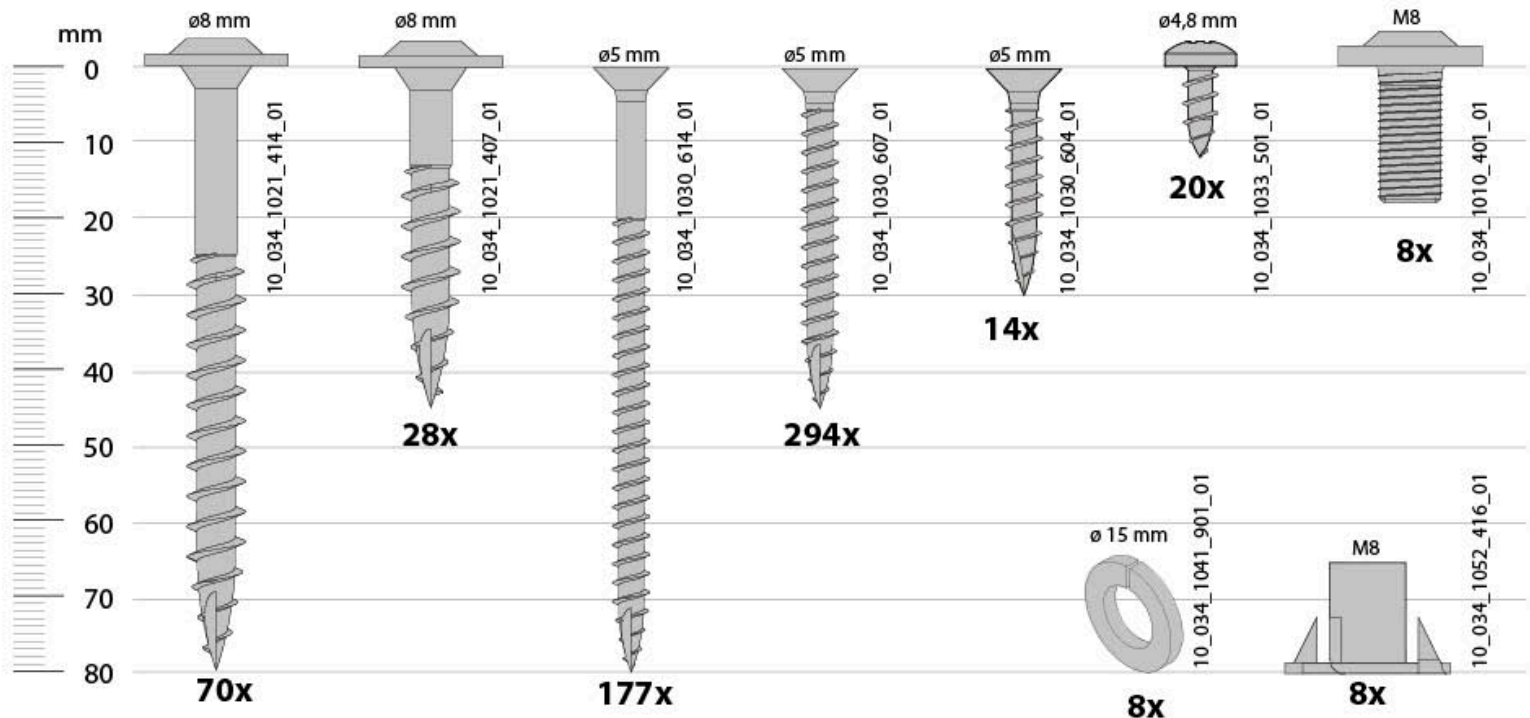 mm
0
10
20
30
40
50
60
70
80
ø8 mm
10_034_1021_414_01
70x
ø8 mm
10_034_1021_407_01
28x
ø5 mm
10_034_1030_614_01
177x
ø5 mm
10_034_1030_607_01
294x
ø5 mm
10_034_1030_604_01
14x
ø4,8 mm
10_034_1033_501_01
20x
M8
10_034_1010_401_01
8x
ø 15 mm
10_034_1041_901_01
8x
M8
10_034_1052_416_01
8x